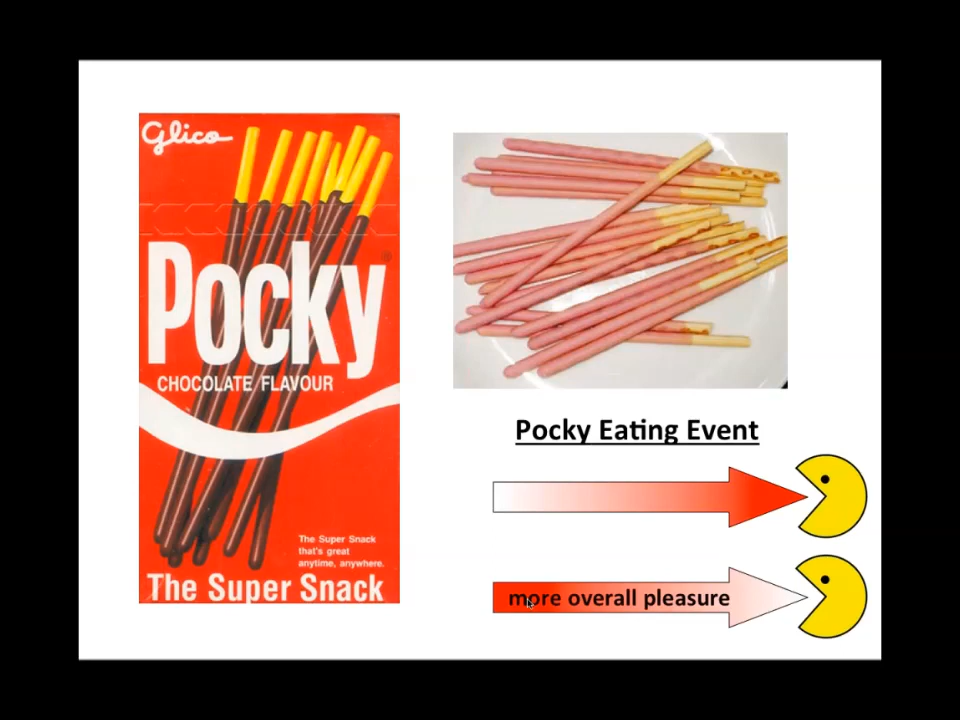 Glico
Pocky
CHOCOLATE FLAVOUR
The Super Snack
that's great
anytime, anywhere.
The Super Snack
Pocky Eating Event
more overall pleasure